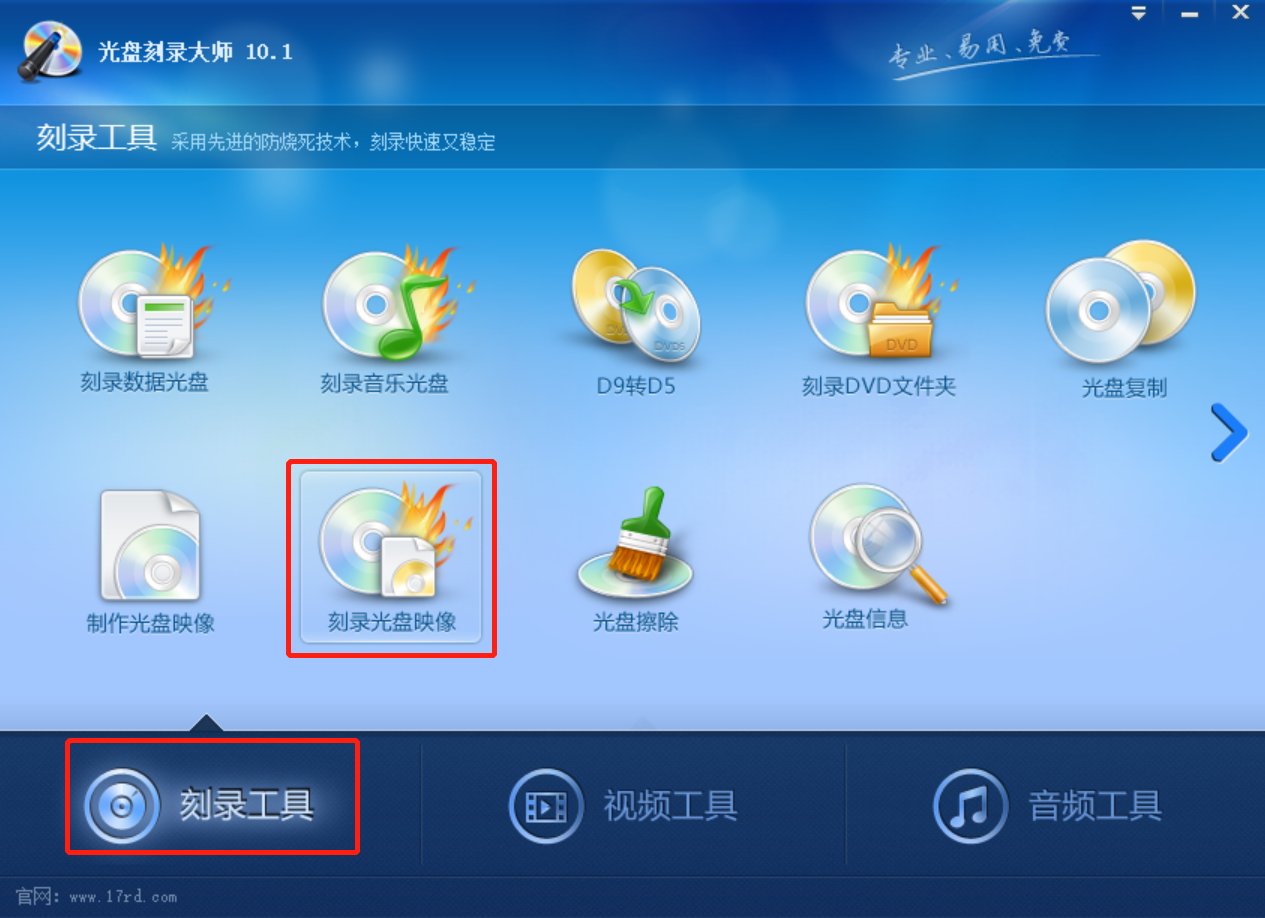 光盘刻录大师 10.1
专业、易用、免费
刻录工具 采用先进的防烧死技术，刻录快速又稳定
刻录数据光盘
刻录音乐光盘
D9转D5
刻录DVD文件夹
光盘复制
制作光盘映像
刻录光盘映像
光盘擦除
光盘信息
刻录工具
视频工具
音频工具
官网：www.17rd.com